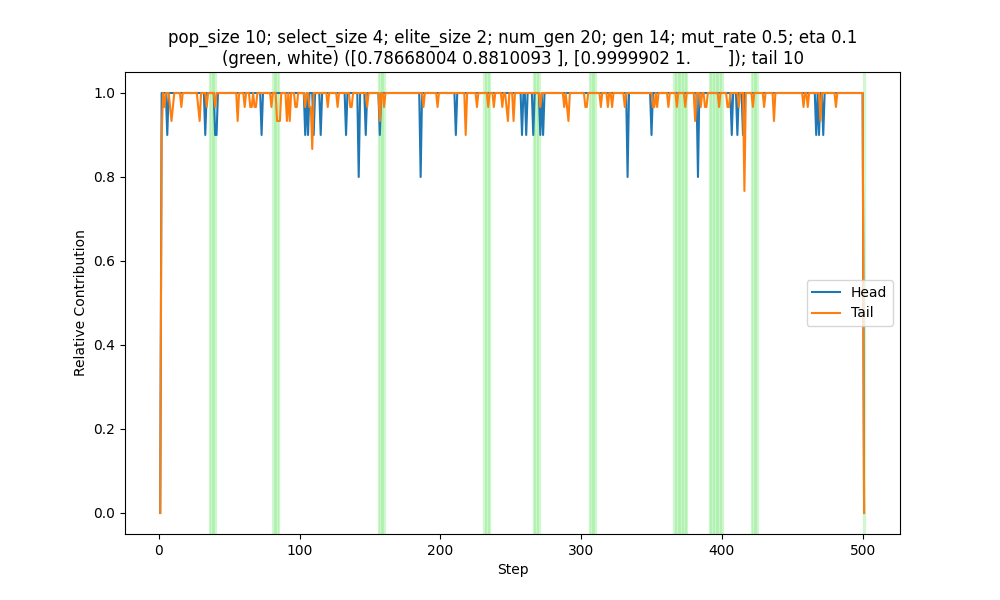 pop_size 10; select_size 4; elite_size 2; num_gen 20; gen 14; mut_rate 0.5; eta 0.1
(green, white) ([0.78668004 0.8810093 ], [0.9999902 1.        ]); tail 10
1.0
0.8
0.6
0.4
0.2
0.0
Relative Contribution
Head
Tail
0
100
200
300
400
500
Step